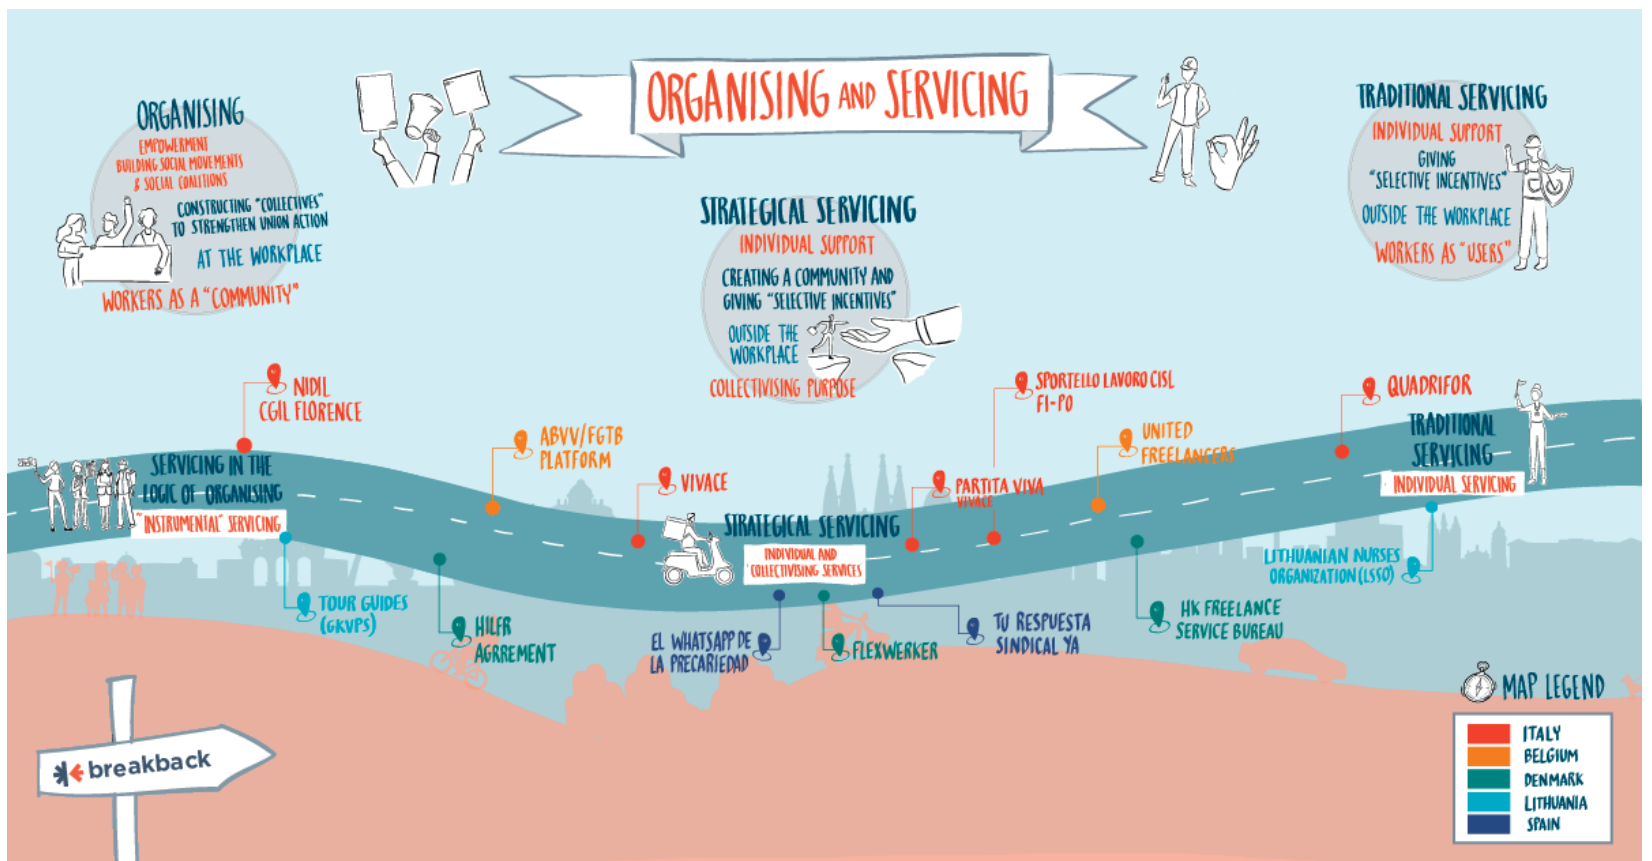 ORGANISING AND SERVICING
ORGANISING
EMPOWERMENT
BUILDING SOCIAL MOVEMENTS
& SOCIAL COALITIONS
CONSTRUCTING "COLLECTIVES"
TO STRENGTHEN UNION ACTION
AT THE WORKPLACE
WORKERS AS A "COMMUNITY"
STRATEGICAL SERVICING
INDIVIDUAL SUPPORT
CREATING A COMMUNITY AND
GIVING "SELECTIVE INCENTIVES"
OUTSIDE THE
WORKPLACE
COLLECTIVISING PURPOSE
TRADITIONAL SERVICING
INDIVIDUAL SUPPORT
GIVING
"SELECTIVE INCENTIVES"
OUTSIDE THE WORKPLACE
WORKERS AS "USERS"
NIDIL
CGIL FLORENCE
ABVV/FGTB
PLATFORM
VIVACE
PARTITA VIVA
VIVACE
SPORTELLO LAVORO CISL
FI-PO
UNITED
FREELANCERS
QUADRIFOR
SERVICING IN THE
LOGIC OF ORGANISING
"INSTRUMENTAL" SERVICING
STRATEGICAL SERVICING
INDIVIDUAL AND
COLLECTIVISING SERVICES
TRADITIONAL
SERVICING
INDIVIDUAL SERVICING
TOUR GUIDES
(GKVPS)
HILFR
AGRREMENT
EL WHATSAPP DE
LA PRECARIEDAD
FLEXWERKER
TU RESPUESTA
SINDICAL YA
HK FREELANCE
SERVICE BUREAU
LITHUANIAN NURSES
ORGANIZATION (LSSO)
breakback
MAP LEGEND
ITALY
BELGIUM
DENMARK
LITHUANIA
SPAIN